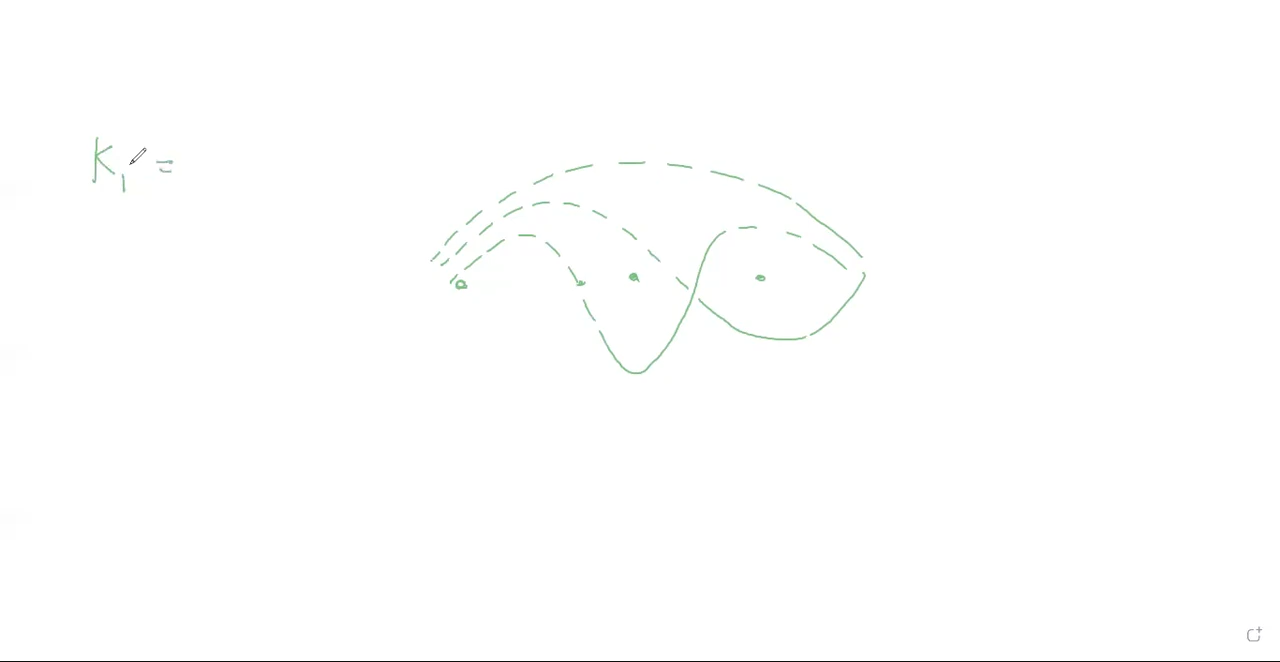 K₁ =